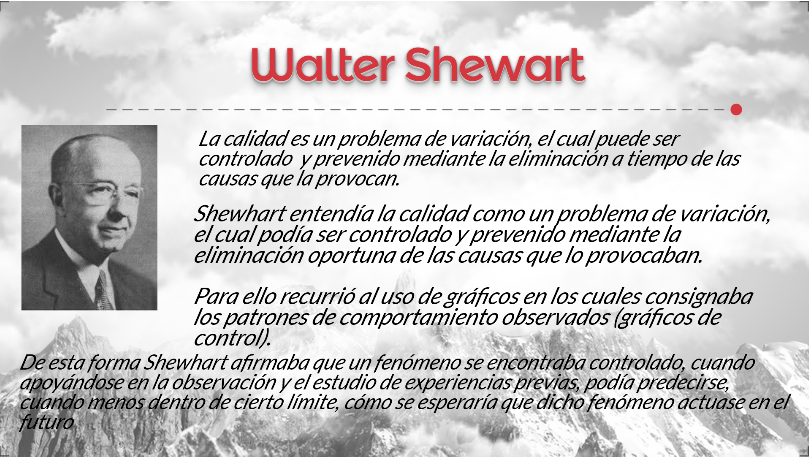 Walter Shewart
La calidad es un problema de variación, el cual puede ser
controlado y prevenido mediante la eliminación a tiempo de las
causas que la provocan.
Shewhart entendía la calidad como un problema de variación,
el cual podía ser controlado y prevenido mediante la
eliminación oportuna de las causas que lo provocaban.
Para ello recurrió al uso de gráficos en los cuales consignaba
los patrones de comportamiento observados (gráficos de
control).
De esta forma Shewhart afirmaba que un fenómeno se encontraba controlado, cuando
apoyándose en la observación y el estudio de experiencias previas, podía predecirse,
cuando menos dentro de cierto límite, cómo se esperaría que dicho fenómeno actuase en el
futuro